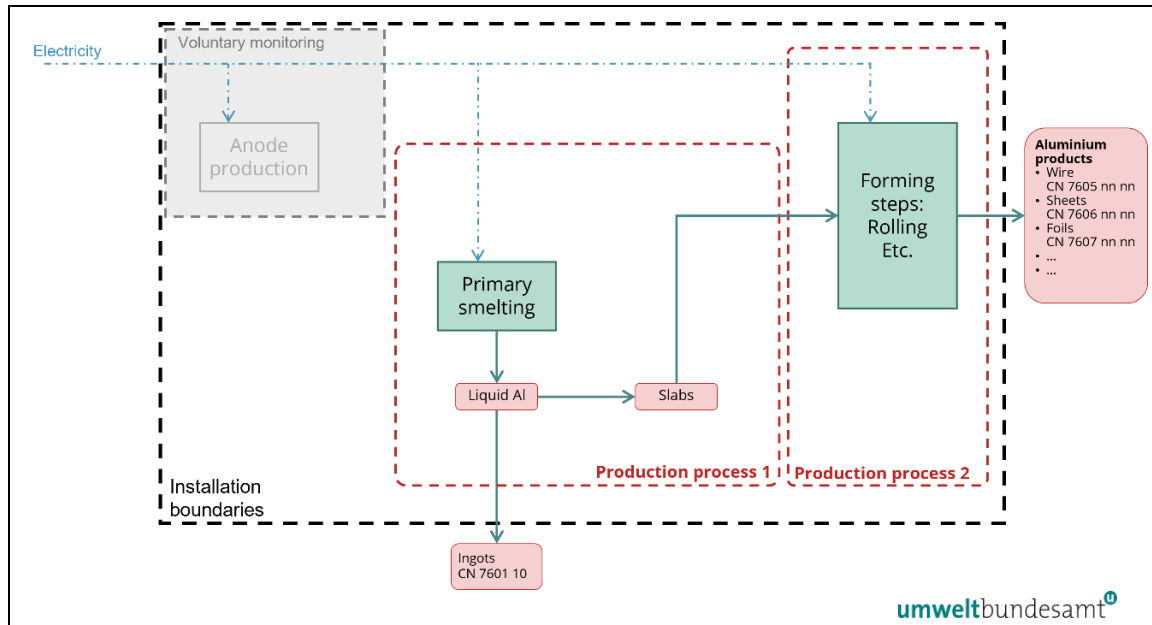 Voluntary monitoring
Electricity
Anode
production
Forming
steps:
Rolling
Etc.
Aluminium
products
• Wire
CN 7605 nn nn
• Sheets
CN 7606 nn nn
• Foils
CN 7607 nn nn
• ...
• ...
Primary
smelting
Liquid Al
Slabs
Production process 1
Production process 2
Installation
boundaries
Ingots
CN 7601 10
umweltbundesamt u